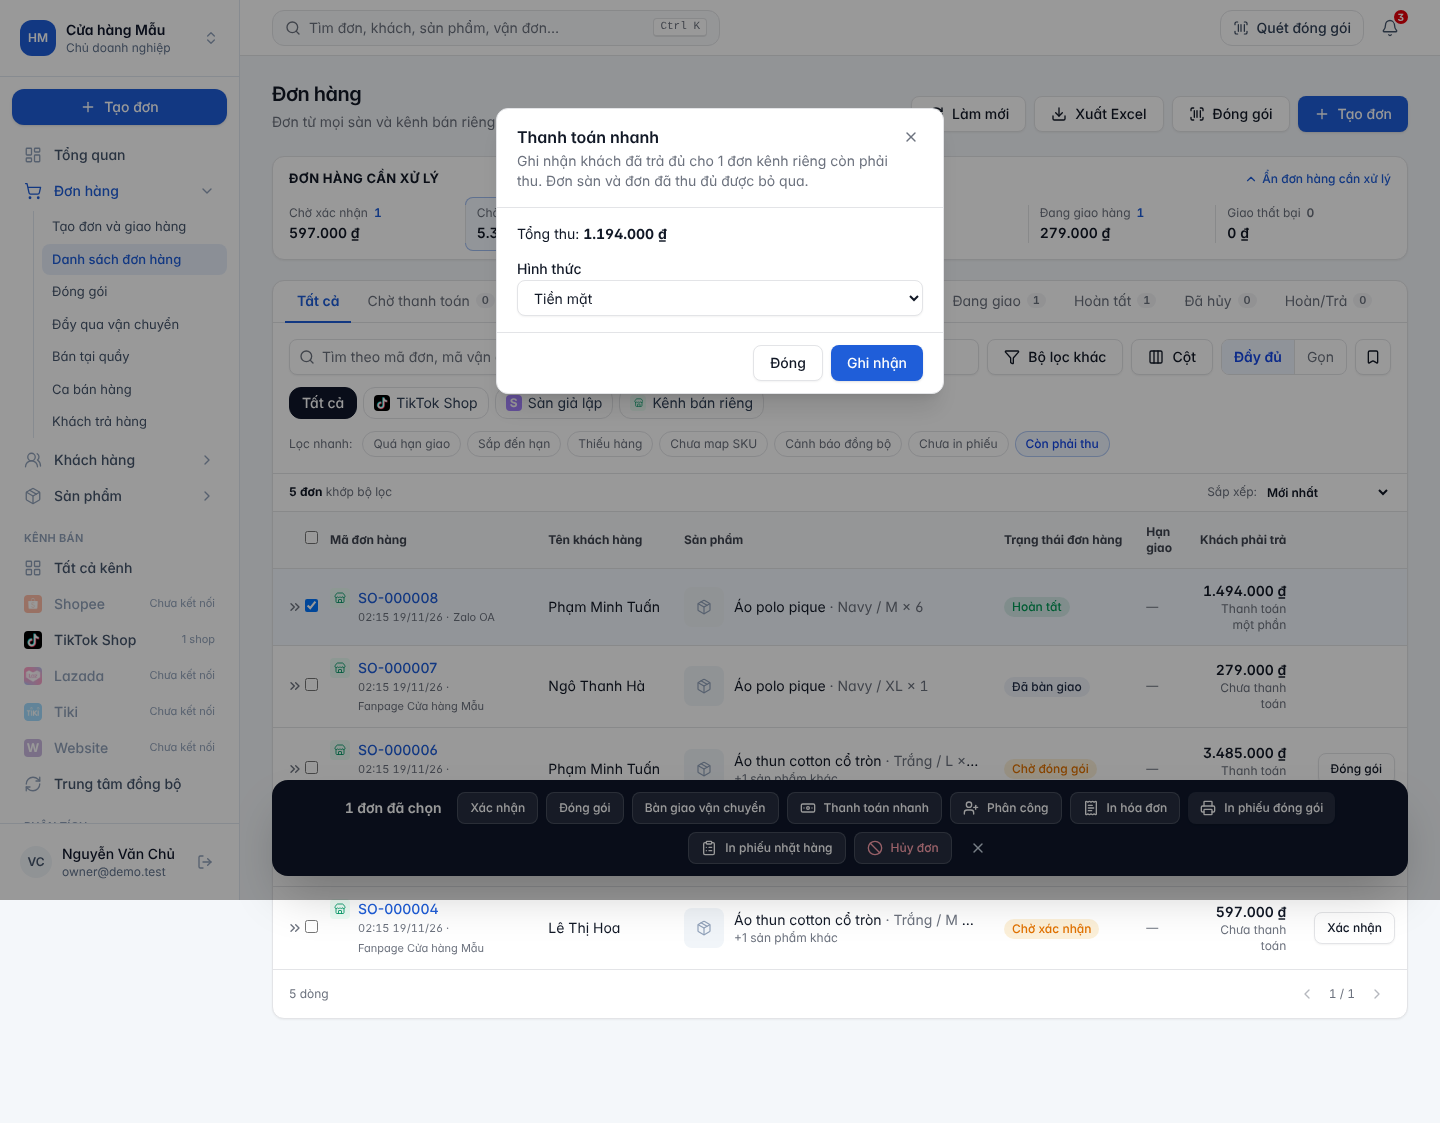 HM
Cửa hàng Mẫu
Chủ doanh nghiệp
Tạo đơn
Tổng quan
Đơn hàng
Tạo đơn và giao hàng
Danh sách đơn hàng
Đóng gói
Đẩy qua vận chuyển
Bán tại quầy
Ca bán hàng
Khách trả hàng
Khách hàng
Sản phẩm
KÊNH BÁN
Tất cả kênh
Shopee Chưa kết nối
TikTok Shop 1 shop
Lazada Chưa kết nối
Tiki Chưa kết nối
W Website Chưa kết nối
Trung tâm đồng bộ
VC
Nguyễn Văn Chủ
owner@demo.test
Tìm đơn, khách, sản phẩm, vận đơn... Ctrl K
Quét đóng gói
3
Đơn hàng
Đơn từ mọi sàn và kênh bán riêng
Làm mới
Xuất Excel
Đóng gói
Tạo đơn
ĐƠN HÀNG CẦN XỬ LÝ
Ẩn đơn hàng cần xử lý
Chờ xác nhận 1
597.000 ₫
5.3
Đang giao hàng 1
279.000 ₫
Giao thất bại 0
0 ₫
Thanh toán nhanh
Ghi nhận khách đã trả đủ cho 1 đơn kênh riêng còn phải
thu. Đơn sàn và đơn đã thu đủ được bỏ qua.
Tổng thu: 1.194.000 ₫
Hình thức
Tiền mặt
Đóng
Ghi nhận
Tất cả
Chờ thanh toán 0
Đang giao 1
Hoàn tất 1
Đã hủy 0
Hoàn/Trả 0
Tìm theo mã đơn, mã vận
Bộ lọc khác
Cột
Đầy đủ
Gọn
Tất cả
TikTok Shop
S Sàn giả lập
Kênh bán riêng
Lọc nhanh:
Quá hạn giao
Sắp đến hạn
Thiếu hàng
Chưa map SKU
Cảnh báo đồng bộ
Chưa in phiếu
Còn phải thu
5 đơn khớp bộ lọc
Sắp xếp: Mới nhất
Mã đơn hàng
Tên khách hàng
Sản phẩm
Trạng thái đơn hàng
Hạn
giao
Khách phải trả
SO-000008
02:15 19/11/26 · Zalo OA
Phạm Minh Tuấn
Áo polo pique · Navy / M × 6
Hoàn tất
—
1.494.000 ₫
Thanh toán
một phần
SO-000007
02:15 19/11/26 ·
Fanpage Cửa hàng Mẫu
Ngô Thanh Hà
Áo polo pique · Navy / XL × 1
Đã bàn giao
—
279.000 ₫
Chưa thanh
toán
SO-000006
02:15 19/11/26 ·
Phạm Minh Tuấn
Áo thun cotton cổ tròn · Trắng / L ×...
+1 sản phẩm khác
Chờ đóng gói
—
3.485.000 ₫
Thanh toán
Đóng gói
1 đơn đã chọn
Xác nhận
Đóng gói
Bàn giao vận chuyển
Thanh toán nhanh
Phân công
In hóa đơn
In phiếu đóng gói
In phiếu nhặt hàng
Hủy đơn
SO-000004
02:15 19/11/26 ·
Fanpage Cửa hàng Mẫu
Lê Thị Hoa
Áo thun cotton cổ tròn · Trắng / M ...
+1 sản phẩm khác
Chờ xác nhận
—
597.000 ₫
Chưa thanh
toán
Xác nhận
5 dòng
1 / 1